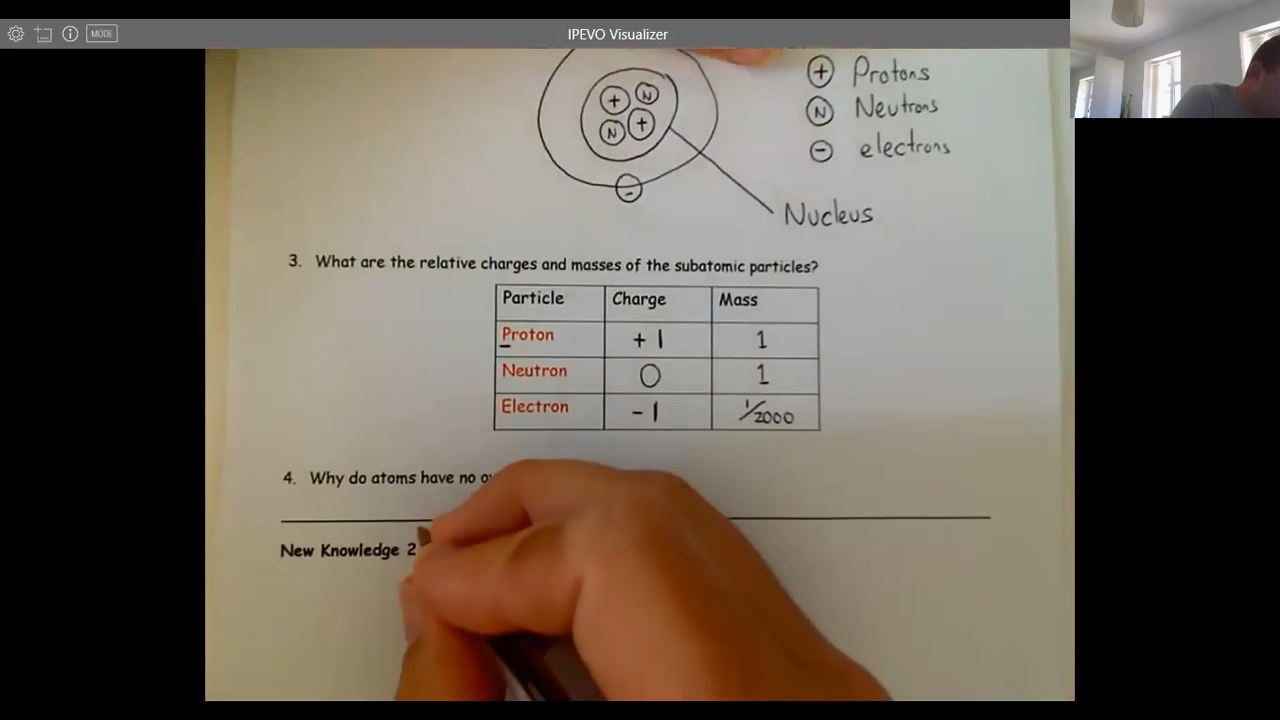 MODE
IPEVO Visualizer
+ Protons
+ N
N Neutrons
N +
- electrons
-
Nucleus
3. What are the relative charges and masses of the subatomic particles?
Particle Charge Mass
Proton +1 1
Neutron 0 1
Electron -1 1/2000
4. Why do atoms have no
New Knowledge 2